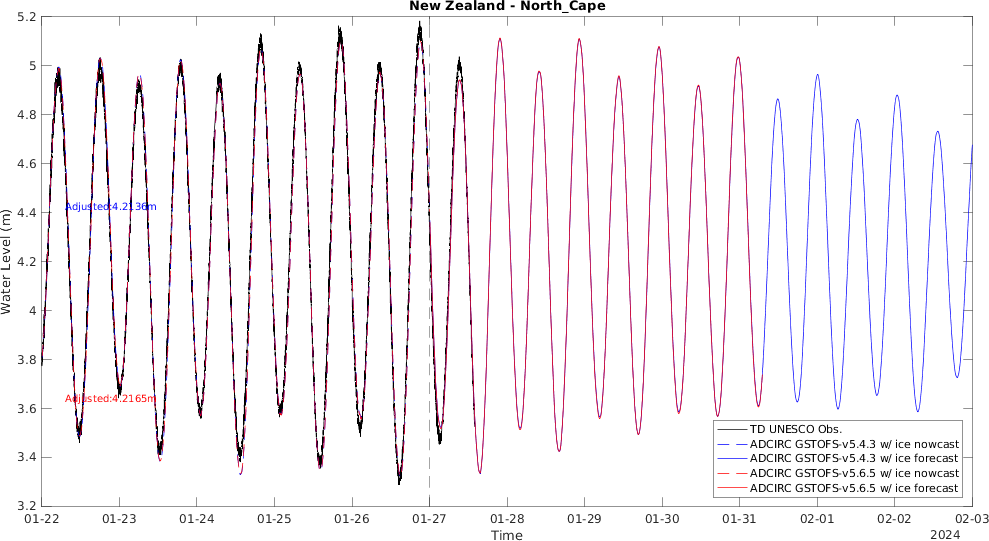 New Zealand - North_Cape
5.2
5
4.8
4.6
4.4
4.2
4
3.8
3.6
3.4
3.2
Water Level (m)
Adjusted:4.2136m
Adjusted:4.2165m
TD UNESCO Obs.
ADCIRC GSTOFS-v5.4.3 w/ ice nowcast
ADCIRC GSTOFS-v5.4.3 w/ ice forecast
ADCIRC GSTOFS-v5.6.5 w/ ice nowcast
ADCIRC GSTOFS-v5.6.5 w/ ice forecast
01-22 01-23 01-24 01-25 01-26 01-27 01-28 01-29 01-30 01-31 02-01 02-02 02-03
Time
2024